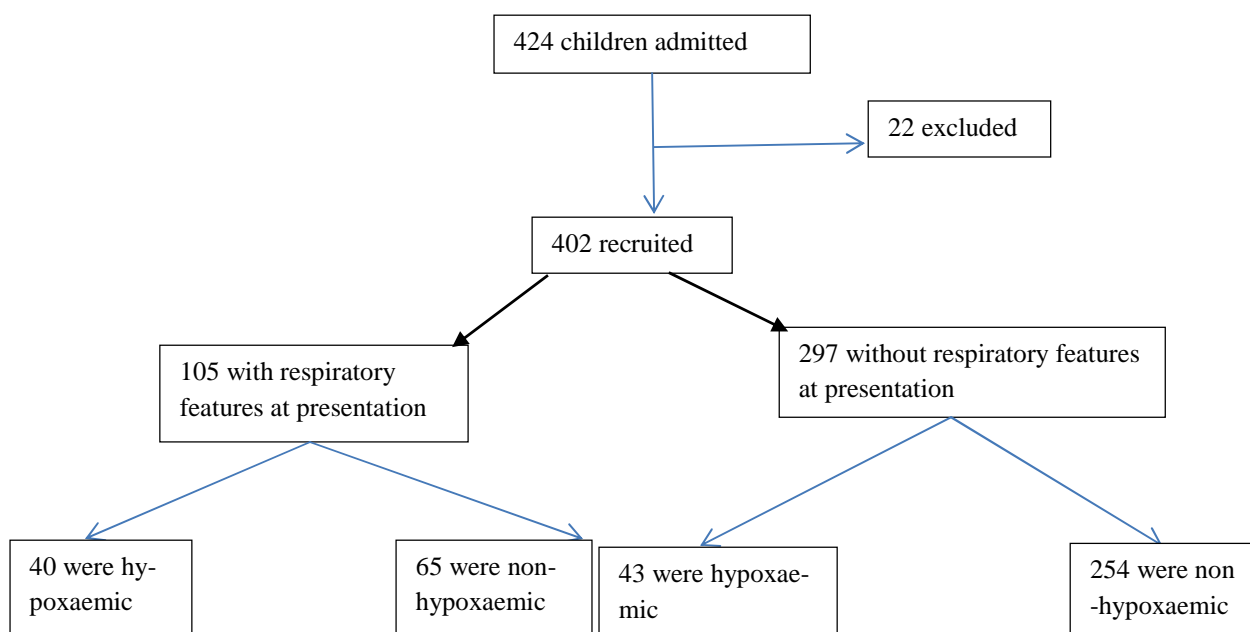 424 children admitted
22 excluded
402 recruited
105 with respiratory
features at presentation
297 without respiratory features
at presentation
40 were hy-
poxaemic
65 were non-
hypoxaemic
43 were hypoxae-
mic
254 were non
-hypoxaemic